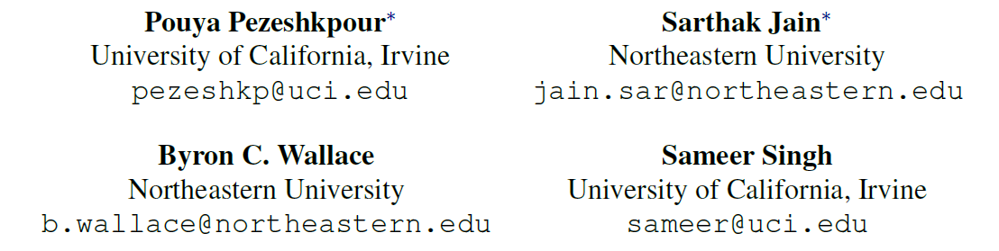 Pouya Pezeshkpour*
University of California, Irvine
pezeshkp@uci.edu
Sarthak Jain*
Northeastern University
jain.sar@northeastern.edu
Byron C. Wallace
Northeastern University
b.wallace@northeastern.edu
Sameer Singh
University of California, Irvine
sameer@uci.edu